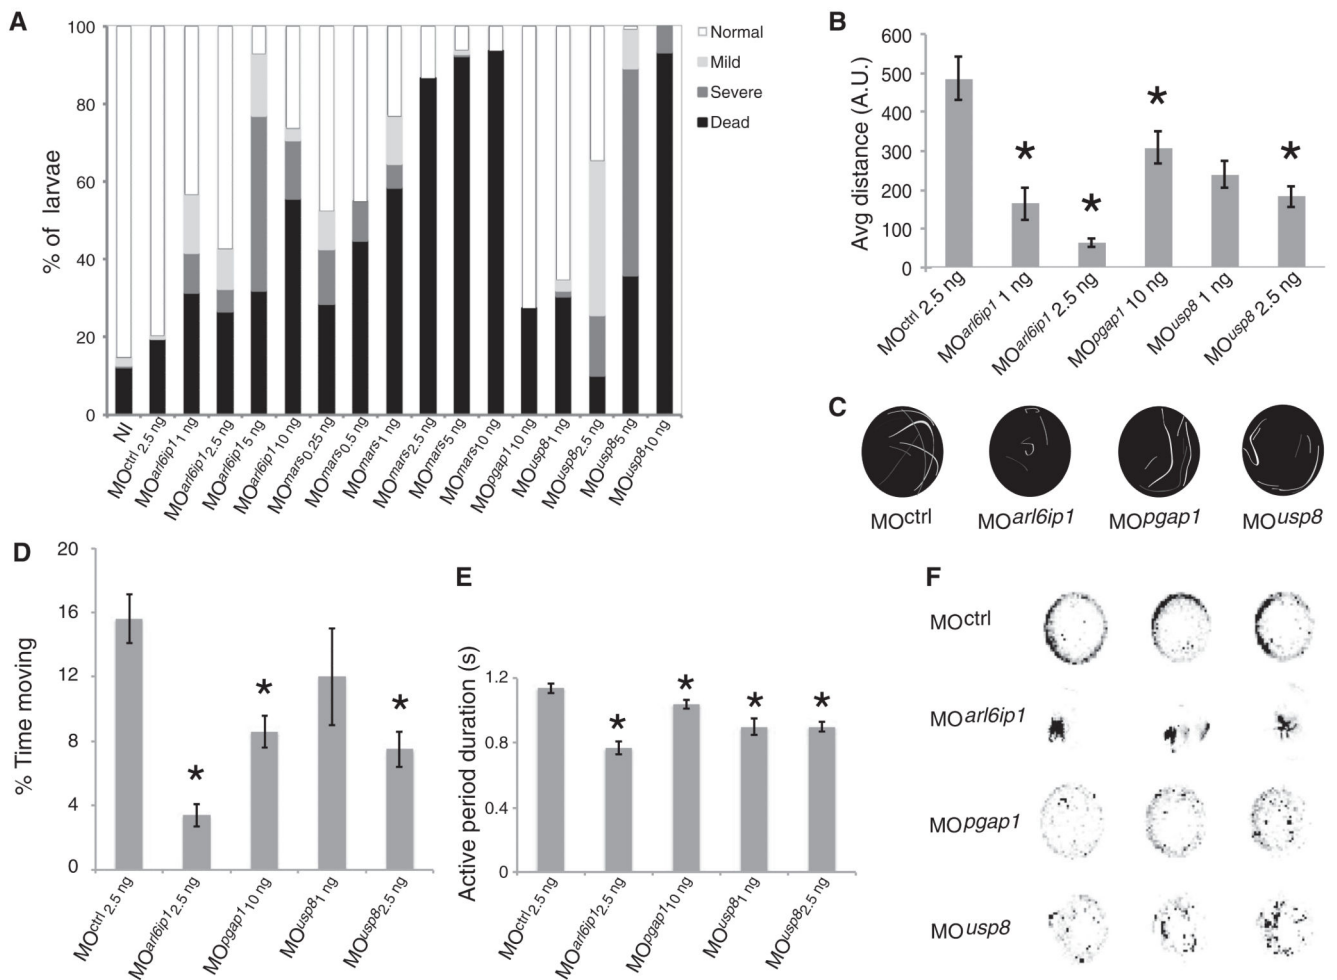 A
100
80
60
40
20
0
% of larvae
Normal
Mild
Severe
Dead
NI
MOctrl 2.5 ng
MOarl6ip1 1 ng
MOarl6ip1 2.5 ng
MOarl6ip1 5 ng
MOarl6ip1 10 ng
MOmars 0.25 ng
MOmars 0.5 ng
MOmars 1 ng
MOmars 2.5 ng
MOmars 5 ng
MOmars 10 ng
MOpgap1 10 ng
MOusp8 1 ng
MOusp8 2.5 ng
MOusp8 5 ng
MOusp8 10 ng
B
600
500
400
300
200
100
0
Avg distance (A.U.)
*
*
*
*
MOctrl 2.5 ng
MOarl6ip1 1 ng
MOarl6ip1 2.5 ng
MOpgap1 10 ng
MOusp8 1 ng
MOusp8 2.5 ng
C
MOctrl
MOarl6ip1
MOpgap1
MOusp8
D
20
16
12
8
4
0
% Time moving
*
*
*
MOctrl 2.5 ng
MOarl6ip1 2.5 ng
MOpgap1 10 ng
MOusp8 1 ng
MOusp8 2.5 ng
E
1.2
0.8
0.4
0
Active period duration (s)
*
*
*
*
MOctrl 2.5 ng
MOarl6ip1 2.5 ng
MOpgap1 10 ng
MOusp8 1 ng
MOusp8 2.5 ng
F
MOctrl
MOarl6ip1
MOpgap1
MOusp8